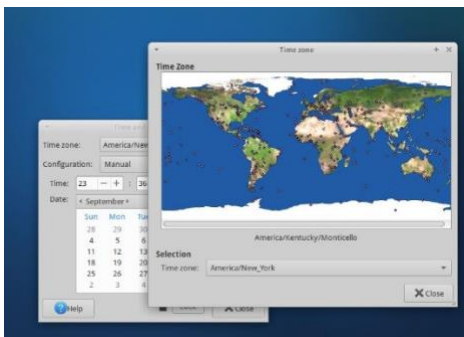 Time zone
Time Zone
America/Kentucky/Monticello
Selection
Time zone: America/New_York
Close
Time zone: America/New
Configuration: Manual
Time: 23 − + : 36
Date: September
Sun Mon Tue
28 29 30
4 5 6
11 12 13
18 19 20
25 26 27
2 3 4
Help
Close